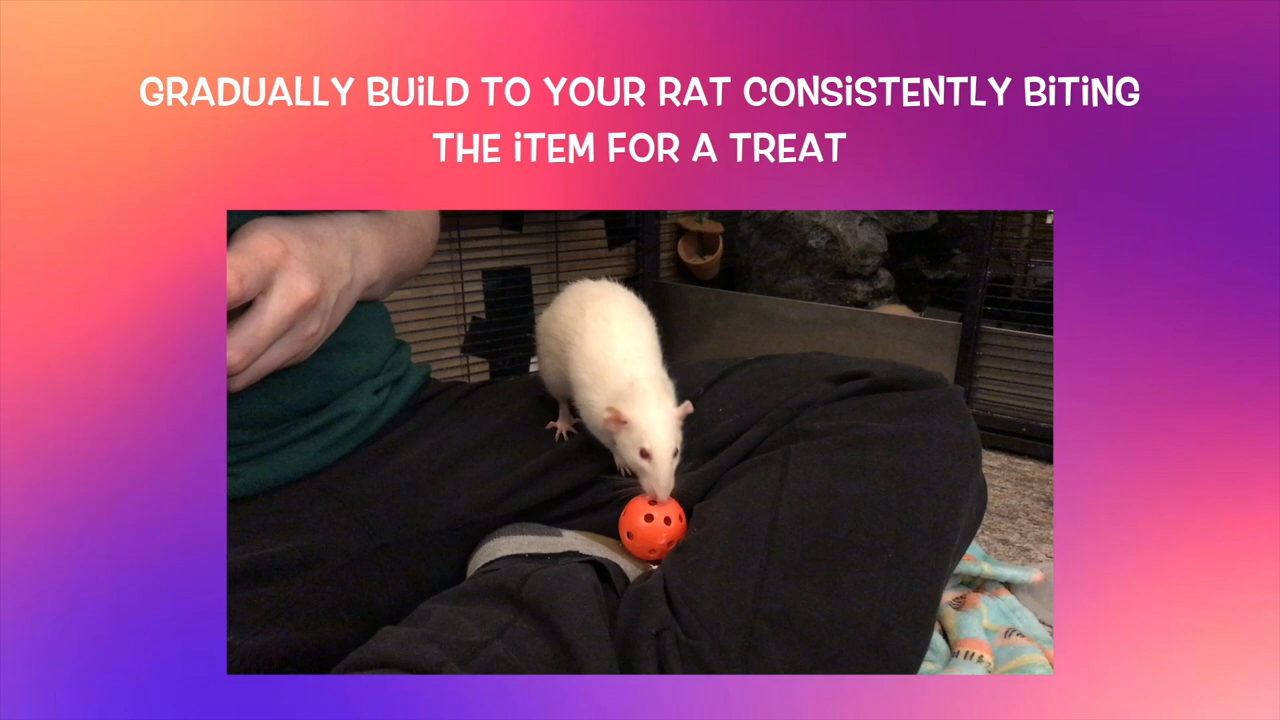 GRADUALLY BUiLD TO YOUR RAT CONSiSTENTLY BiTiNG
THE iTEM FOR A TREAT